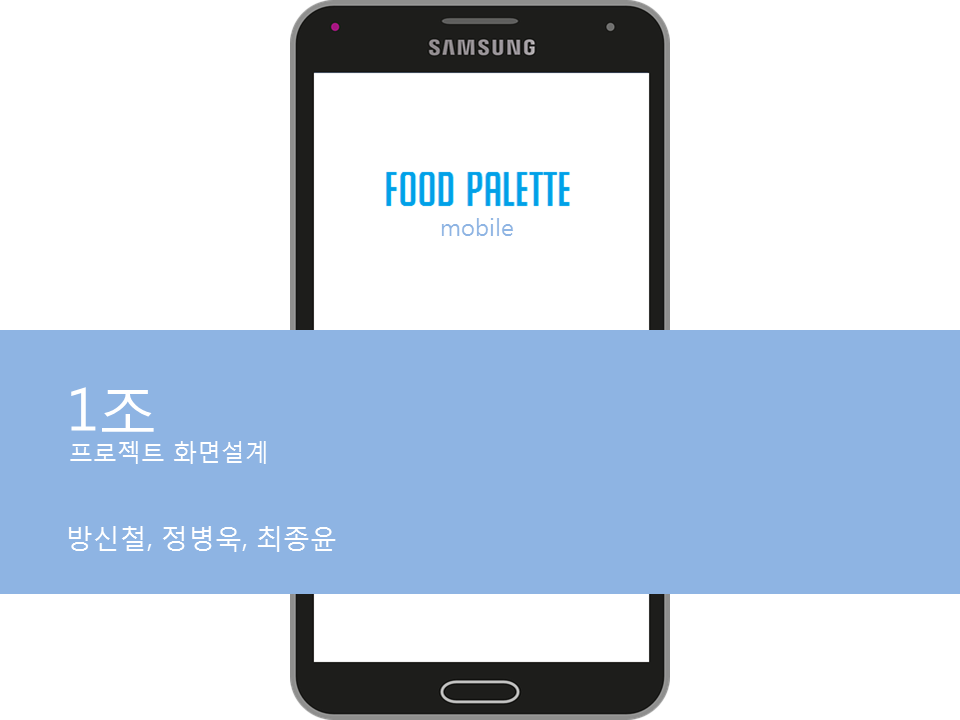 SAMSUNG
FOOD PALETTE
mobile
1조
프로젝트 화면설계
방신철, 정병욱, 최종윤